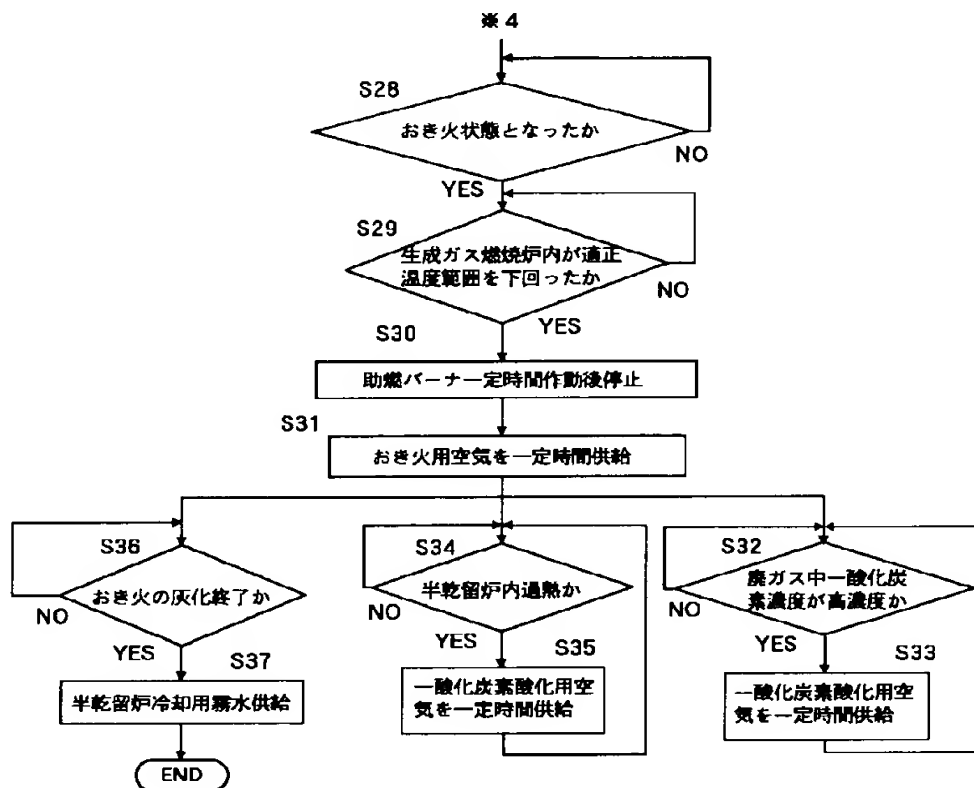 ※4
S28
おき火状態となったか
NO
YES
S29
生成ガス燃焼炉内が適正
温度範囲を下回ったか
NO
YES
S30
助燃バーナー定時間作動後停止
S31
おき火用空気を一定時間供給
S36
おき火の灰化終了か
NO
YES
S37
半乾留炉冷却用霧水供給
END
S34
半乾留炉内過熱か
NO
YES
S35
一酸化炭素酸化用空
気を一定時間供給
S32
廃ガス中一酸化炭
素濃度が高濃度か
NO
YES
S33
一酸化炭素酸化用空
気を一定時間供給